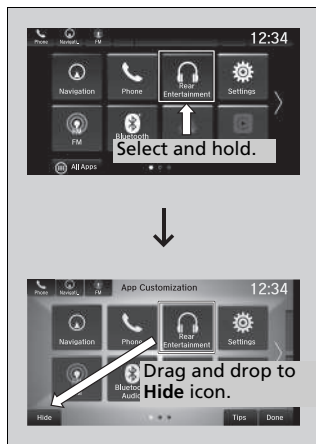 Phone Navigati.. FM 12:34
Navigation Phone Rear Entertainment Settings
FM Bluetooth
Select and hold.
All Apps
Phone Navigati.. FM App Customization 12:34
Navigation Phone Rear Entertainment Settings
Bluetooth Audio
Drag and drop to
Hide icon.
Hide Tips Done